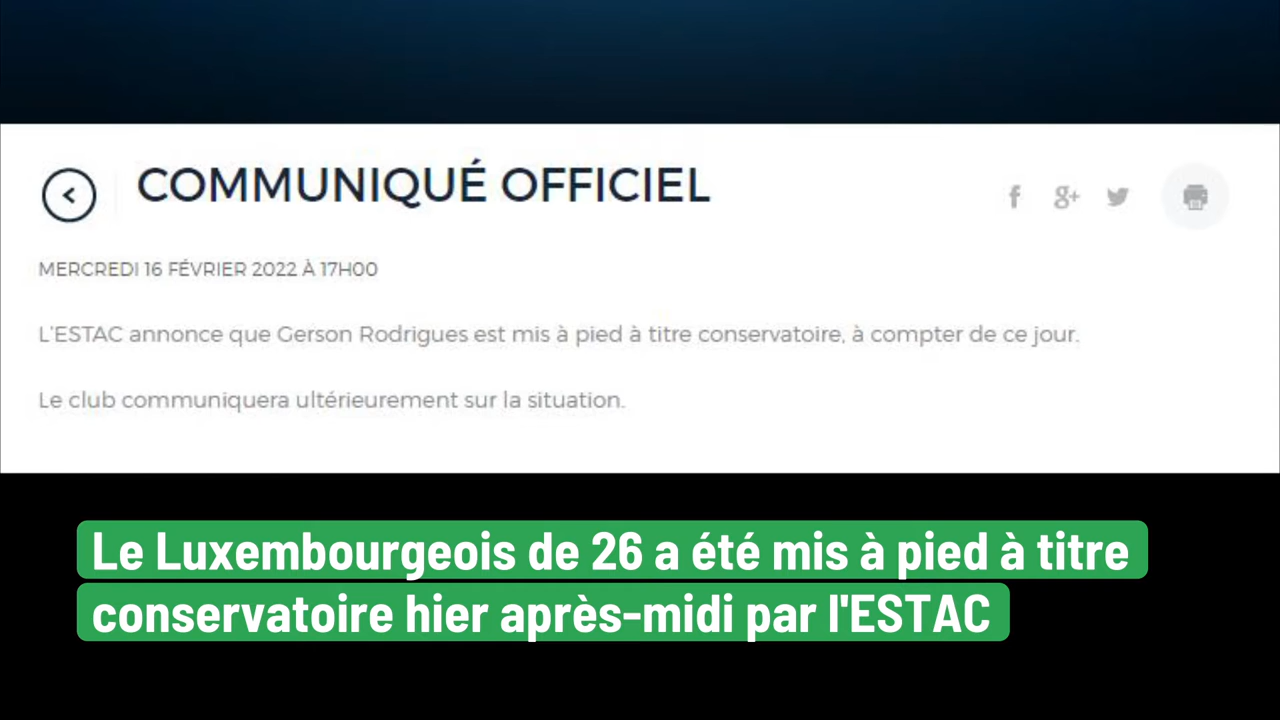 COMMUNIQUÉ OFFICIEL
MERCREDI 16 FÉVRIER 2022 À 17H00
L'ESTAC annonce que Gerson Rodrigues est mis à pied à titre conservatoire, à compter de ce jour.
Le club communiquera ultérieurement sur la situation.
Le Luxembourgeois de 26 a été mis à pied à titre
conservatoire hier après-midi par l'ESTAC